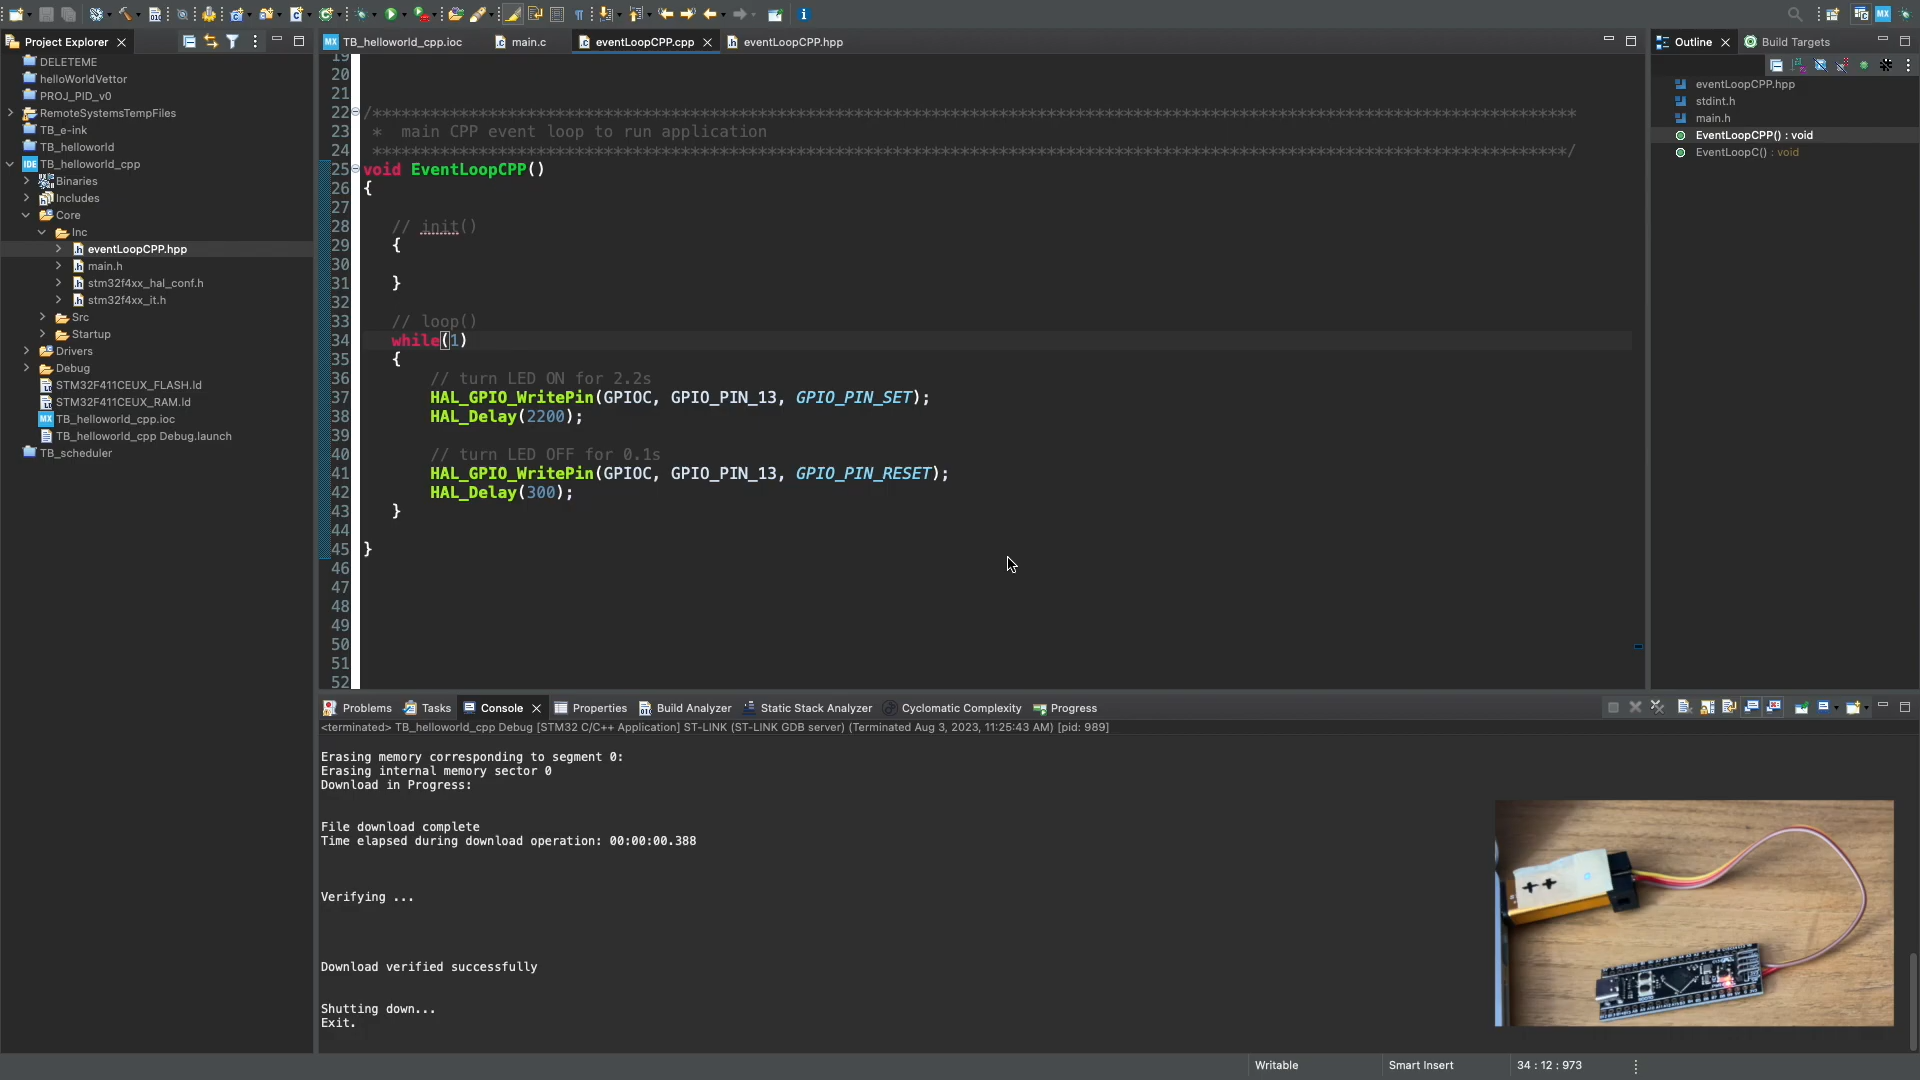 Project Explorer
TB_helloworld_cpp.ioc
main.c
eventLoopCPP.cpp
eventLoopCPP.hpp
Outline
Build Targets
DELETEME
helloWorldVettor
PROJ_PID_v0
RemoteSystemsTempFiles
TB_e-ink
TB_helloworld
TB_helloworld_cpp
Binaries
Includes
Core
Inc
eventLoopCPP.hpp
main.h
stm32f4xx_hal_conf.h
stm32f4xx_it.h
Src
Startup
Drivers
Debug
STM32F411CEUX_FLASH.ld
STM32F411CEUX_RAM.ld
TB_helloworld_cpp.ioc
TB_helloworld_cpp Debug.launch
TB_scheduler
19
20
21
22 /****************************************************************************************************************************
23 * main CPP event loop to run application
24 ****************************************************************************************************************************/
25 void EventLoopCPP()
26 {
27
28 // init()
29 {
30
31 }
32
33 // loop()
34 while(1)
35 {
36 // turn LED ON for 2.2s
37 HAL_GPIO_WritePin(GPIOC, GPIO_PIN_13, GPIO_PIN_SET);
38 HAL_Delay(2200);
39
40 // turn LED OFF for 0.1s
41 HAL_GPIO_WritePin(GPIOC, GPIO_PIN_13, GPIO_PIN_RESET);
42 HAL_Delay(300);
43 }
44
45 }
46
47
48
49
50
51
52
eventLoopCPP.hpp
stdint.h
main.h
EventLoopCPP() : void
EventLoopC() : void
Problems
Tasks
Console
Properties
Build Analyzer
Static Stack Analyzer
Cyclomatic Complexity
Progress
<terminated> TB_helloworld_cpp Debug [STM32 C/C++ Application] ST-LINK (ST-LINK GDB server) (Terminated Aug 3, 2023, 11:25:43 AM) [pid: 989]
Erasing memory corresponding to segment 0:
Erasing internal memory sector 0
Download in Progress:
File download complete
Time elapsed during download operation: 00:00:00.388
Verifying ...
Download verified successfully
Shutting down...
Exit.
Writable
Smart Insert
34 : 12 : 973